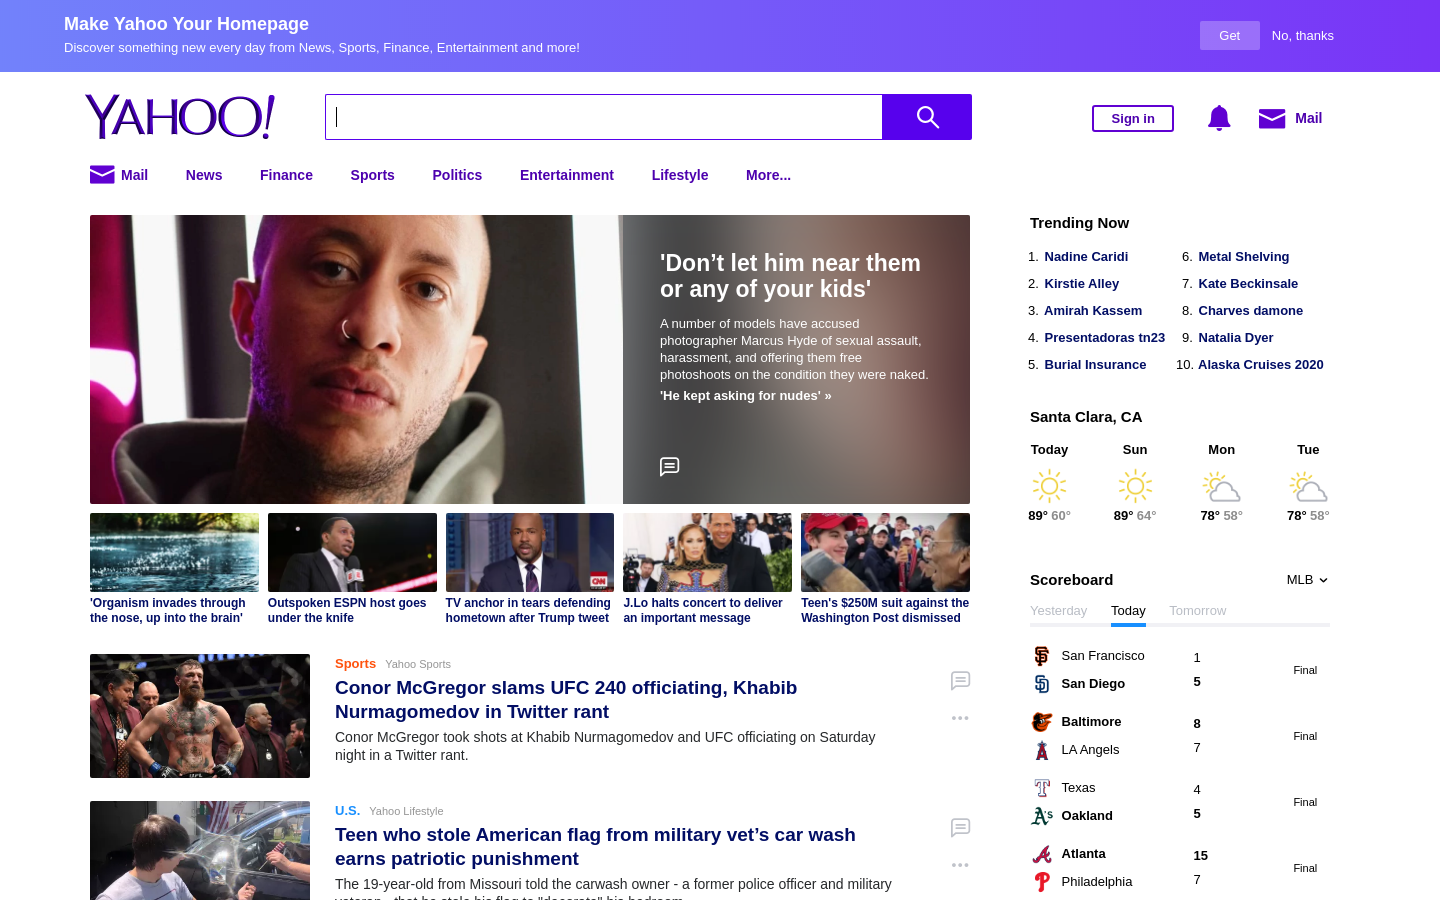 Make Yahoo Your Homepage
Discover something new every day from News, Sports, Finance, Entertainment and more!
Get
No, thanks
YAHOO!
Sign in
Mail
Mail
News
Finance
Sports
Politics
Entertainment
Lifestyle
More...
'Don’t let him near them
or any of your kids'
A number of models have accused
photographer Marcus Hyde of sexual assault,
harassment, and offering them free
photoshoots on the condition they were naked.
'He kept asking for nudes' »
CNN
'Organism invades through
the nose, up into the brain'
Outspoken ESPN host goes
under the knife
TV anchor in tears defending
hometown after Trump tweet
J.Lo halts concert to deliver
an important message
Teen's $250M suit against the
Washington Post dismissed
Sports Yahoo Sports
Conor McGregor slams UFC 240 officiating, Khabib
Nurmagomedov in Twitter rant
Conor McGregor took shots at Khabib Nurmagomedov and UFC officiating on Saturday
night in a Twitter rant.
U.S. Yahoo Lifestyle
Teen who stole American flag from military vet’s car wash
earns patriotic punishment
The 19-year-old from Missouri told the carwash owner - a former police officer and military
Trending Now
1. Nadine Caridi
2. Kirstie Alley
3. Amirah Kassem
4. Presentadoras tn23
5. Burial Insurance
6. Metal Shelving
7. Kate Beckinsale
8. Charves damone
9. Natalia Dyer
10. Alaska Cruises 2020
Santa Clara, CA
Today Sun Mon Tue
89° 60° 89° 64° 78° 58° 78° 58°
Scoreboard
MLB
Yesterday Today Tomorrow
San Francisco 1
San Diego 5
Final
Baltimore 8
LA Angels 7
Final
Texas 4
Oakland 5
Final
Atlanta 15
Philadelphia 7
Final